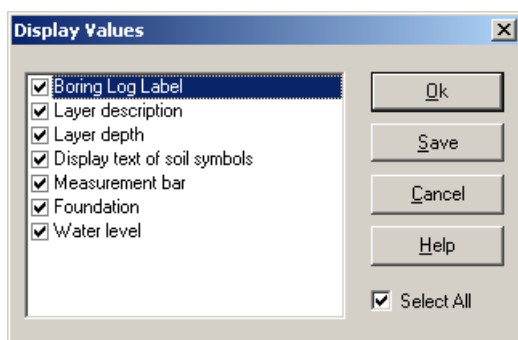 Display Values
Boring Log Label
Layer description
Layer depth
Display text of soil symbols
Measurement bar
Foundation
Water level
Ok
Save
Cancel
Help
Select All